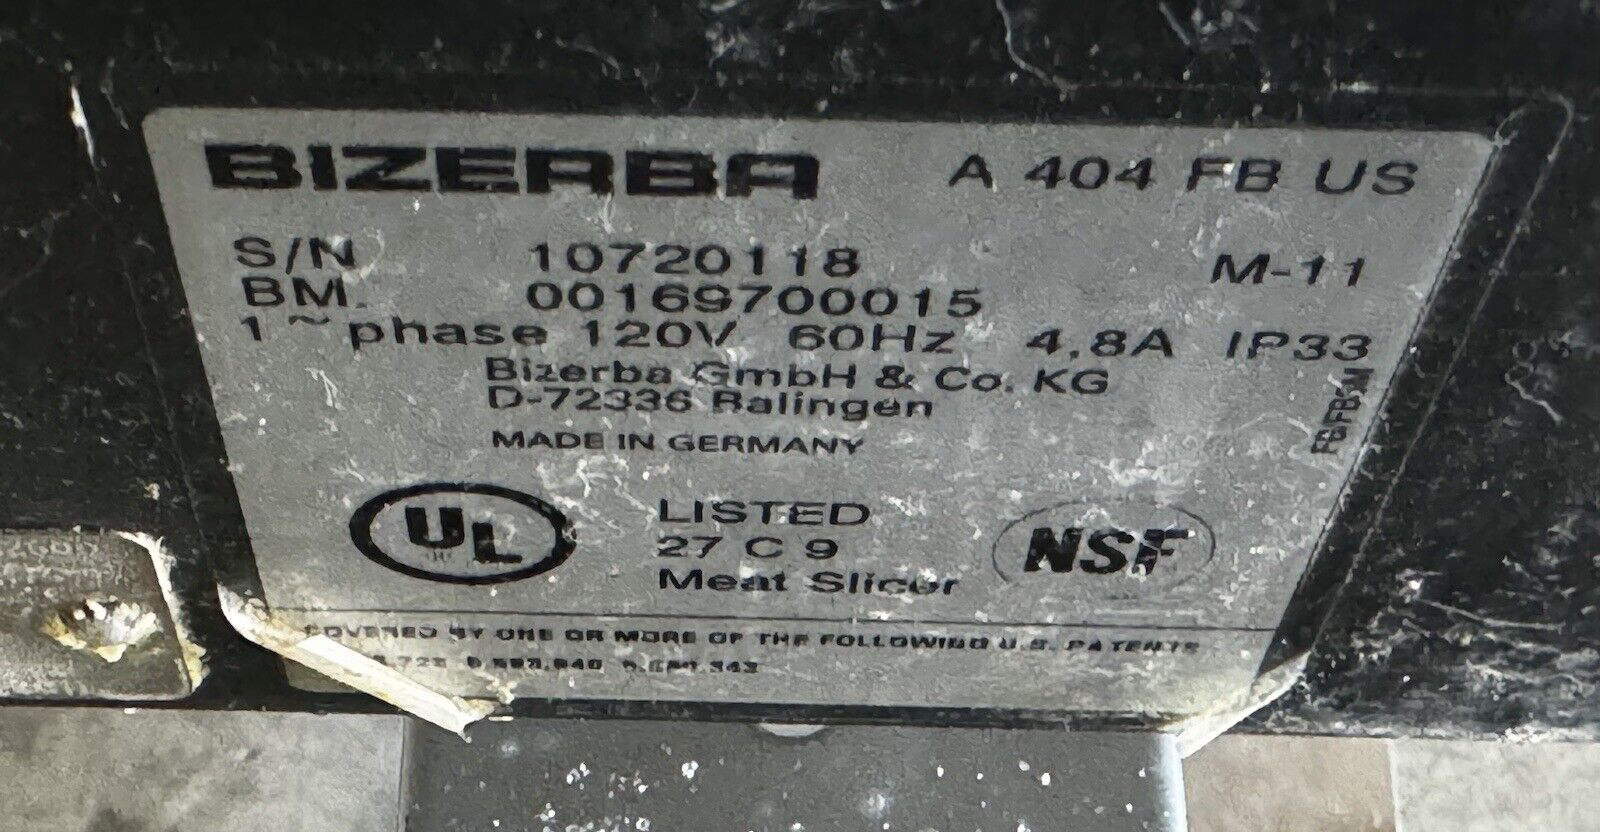 BIZERBA A 404 FB US
S/N 10720118 M-11
BM. 00169700015
1 ~ phase 120V 60Hz 4,8A IP33
Bizerba GmbH & Co. KG
D-72336 Balingen
MADE IN GERMANY
FBFB
UL LISTED NSF
27 C 9
Meat Slicer
COVERED BY ONE OR MORE OF THE FOLLOWING U.S. PATENTS